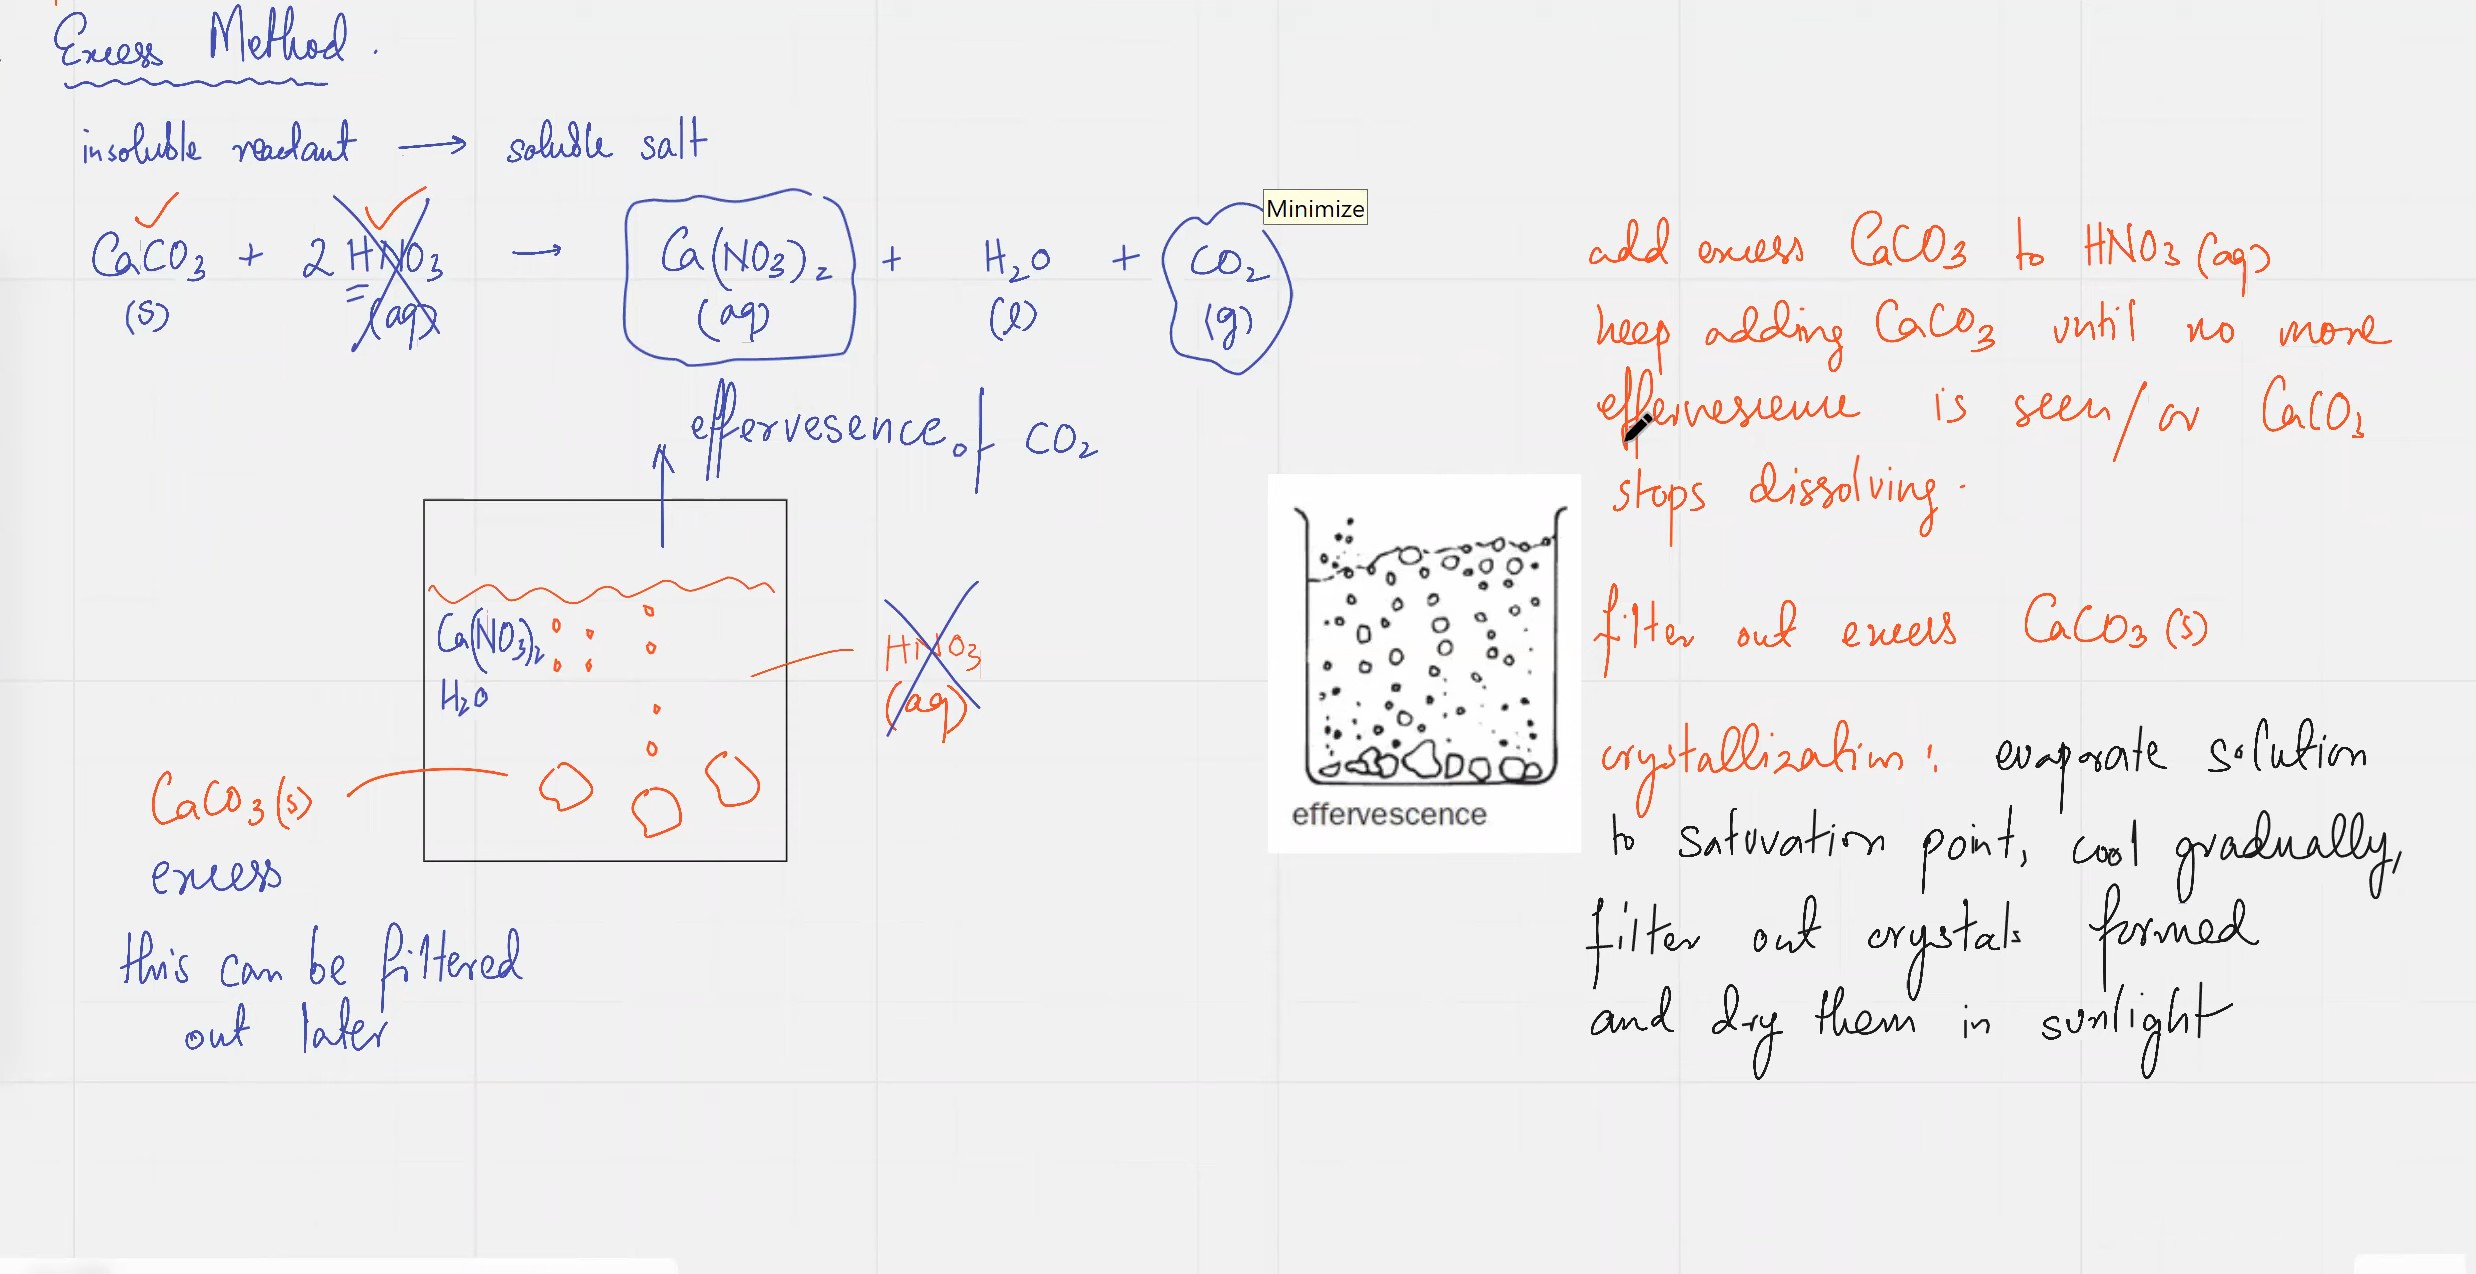 Excess Method.
insoluble reactant → soluble salt
CaCO3 + 2 HNO3 → Ca(NO3)2 + H2O + CO2
(s) (aq) (aq) (l) (g)
Minimize
effervesence of CO2
Ca(NO3)2
H2O
HNO3
(aq)
CaCO3(s)
excess
this can be filtered
out later
effervescence
add excess CaCO3 to HNO3 (aq)
keep adding CaCO3 until no more
effervescence is seen/or CaCO3
stops dissolving.
filter out excess CaCO3(s)
crystallization: evaporate solution
to saturation point, cool gradually,
filter out crystals formed
and dry them in sunlight